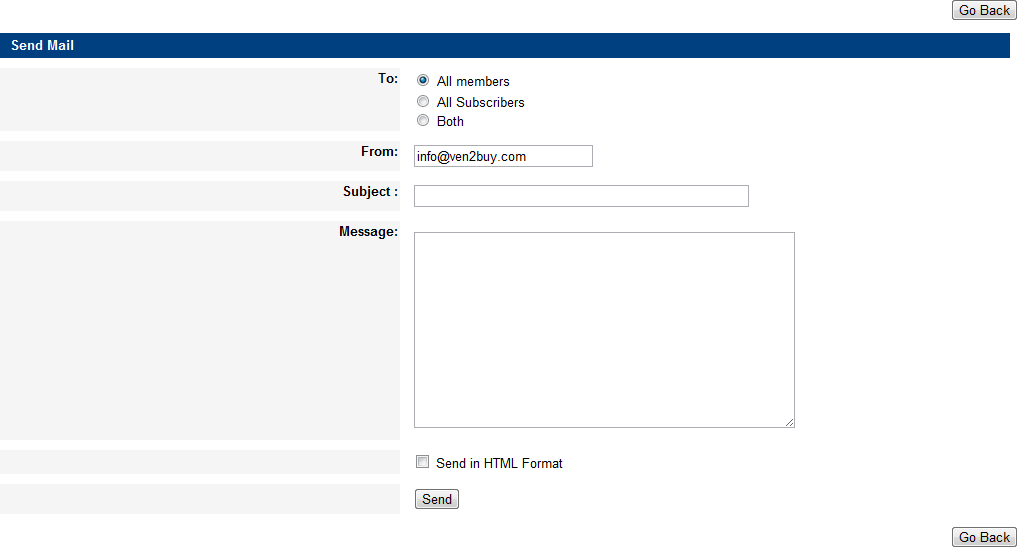 Go Back
Send Mail
To:
All members
All Subscribers
Both
From:
info@ven2buy.com
Subject :
Message:
Send in HTML Format
Send
Go Back